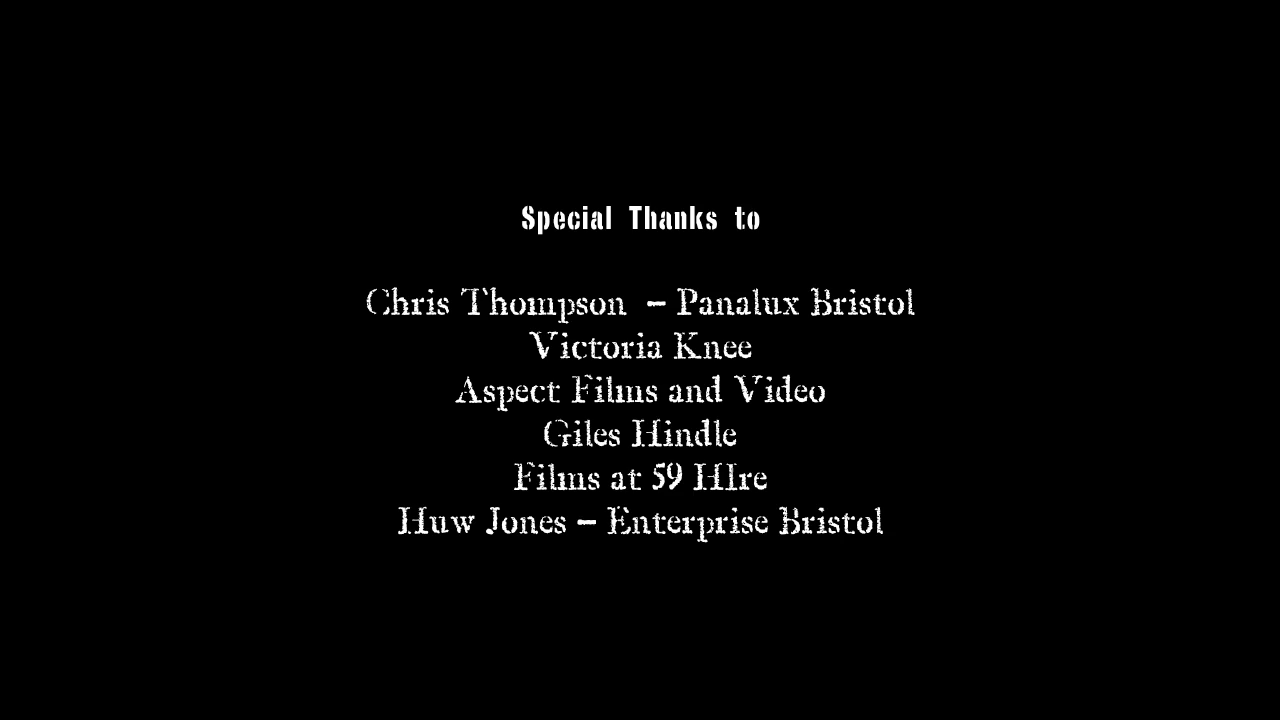 Special Thanks to
Chris Thompson – Panalux Bristol
Victoria Knee
Aspect Films and Video
Giles Hindle
Films at 59 HIre
Huw Jones – Enterprise Bristol